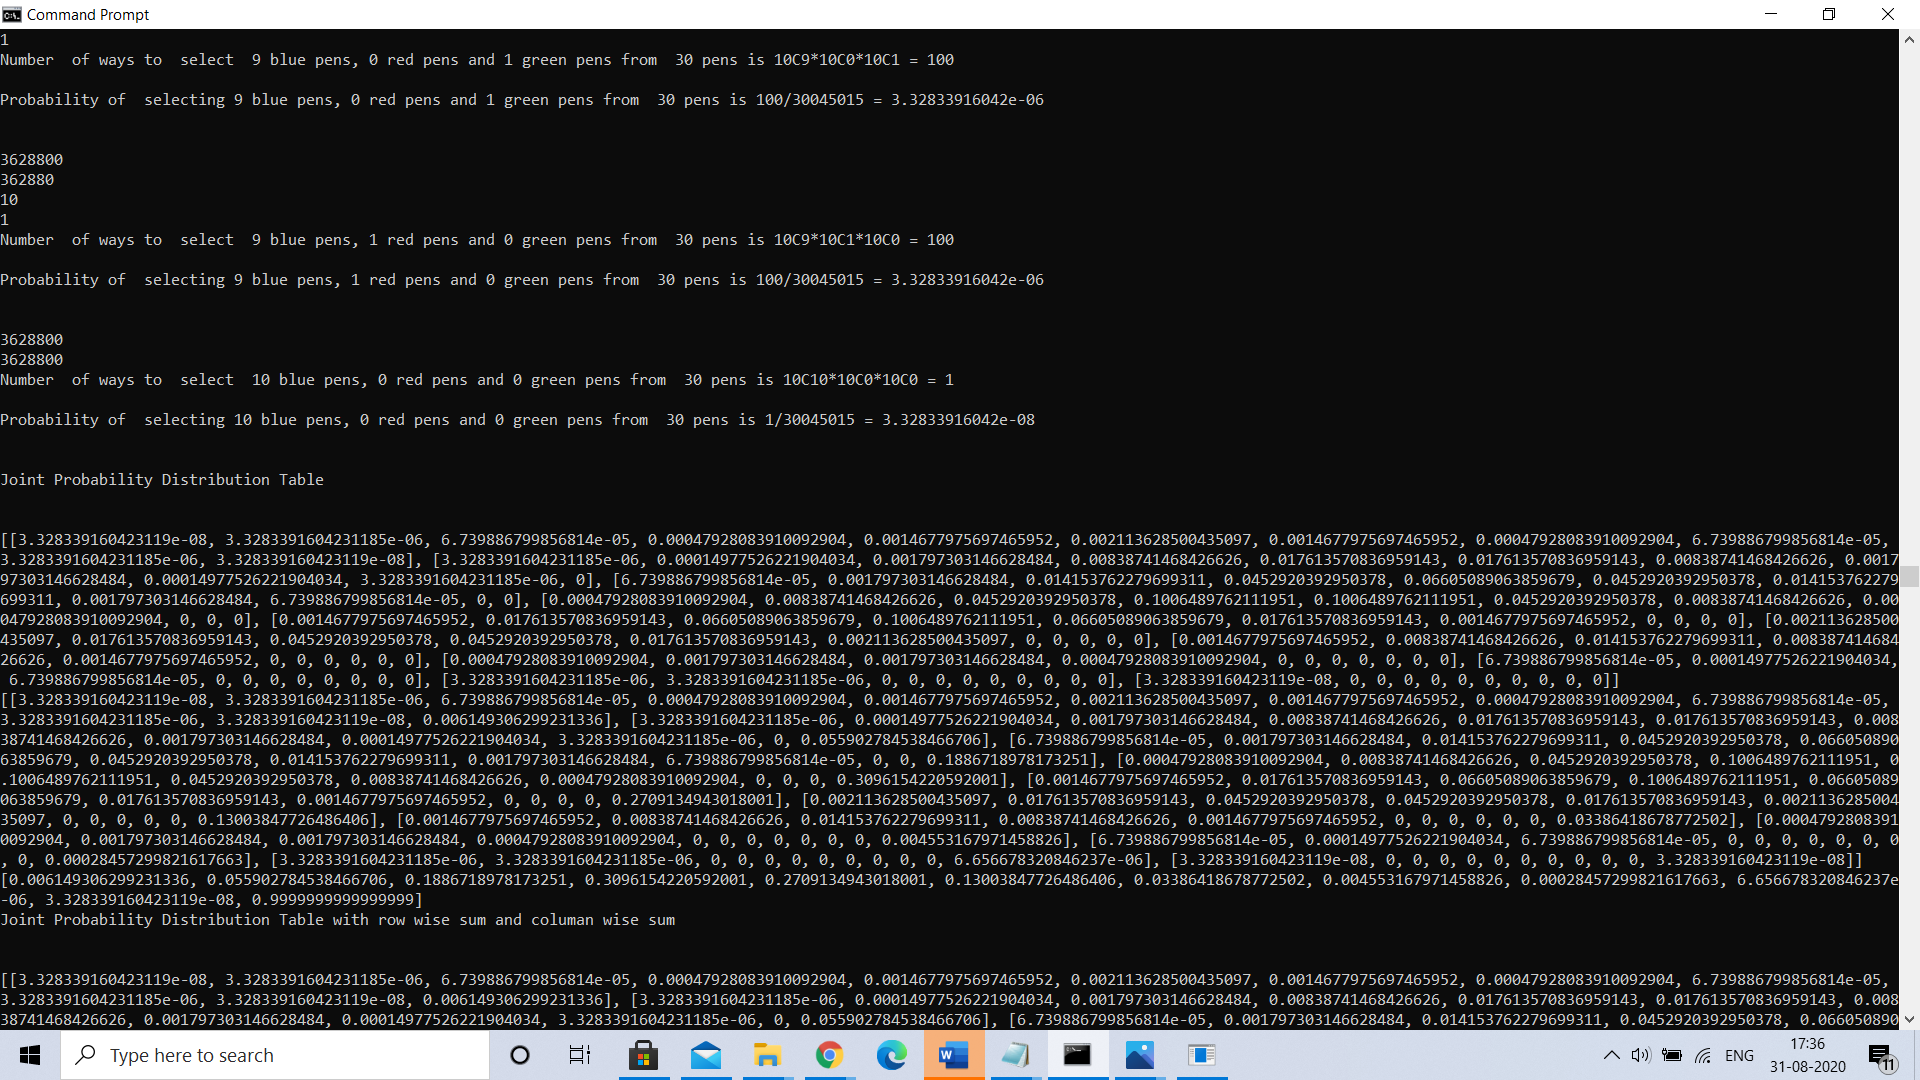 Command Prompt
1
Number  of ways to  select  9 blue pens, 0 red pens and 1 green pens from  30 pens is 10C9*10C0*10C1 = 100
Probability of  selecting 9 blue pens, 0 red pens and 1 green pens from  30 pens is 100/30045015 = 3.32833916042e-06
3628800
362880
10
1
Number  of ways to  select  9 blue pens, 1 red pens and 0 green pens from  30 pens is 10C9*10C1*10C0 = 100
Probability of  selecting 9 blue pens, 1 red pens and 0 green pens from  30 pens is 100/30045015 = 3.32833916042e-06
3628800
3628800
Number  of ways to  select  10 blue pens, 0 red pens and 0 green pens from  30 pens is 10C10*10C0*10C0 = 1
Probability of  selecting 10 blue pens, 0 red pens and 0 green pens from  30 pens is 1/30045015 = 3.32833916042e-08
Joint Probability Distribution Table
[[3.328339160423119e-08, 3.3283391604231185e-06, 6.739886799856814e-05, 0.00047928083910092904, 0.0014677975697465952, 0.002113628500435097, 0.0014677975697465952, 0.00047928083910092904, 6.739886799856814e-05,
3.3283391604231185e-06, 3.328339160423119e-08], [3.3283391604231185e-06, 0.00014977526221904034, 0.001797303146628484, 0.00838741468426626, 0.017613570836959143, 0.017613570836959143, 0.00838741468426626, 0.0017
97303146628484, 0.00014977526221904034, 3.3283391604231185e-06, 0], [6.739886799856814e-05, 0.001797303146628484, 0.014153762279699311, 0.0452920392950378, 0.06605089063859679, 0.0452920392950378, 0.014153762279
699311, 0.001797303146628484, 6.739886799856814e-05, 0, 0], [0.00047928083910092904, 0.00838741468426626, 0.0452920392950378, 0.1006489762111951, 0.1006489762111951, 0.0452920392950378, 0.00838741468426626, 0.00
047928083910092904, 0, 0, 0], [0.0014677975697465952, 0.017613570836959143, 0.06605089063859679, 0.1006489762111951, 0.06605089063859679, 0.017613570836959143, 0.0014677975697465952, 0, 0, 0, 0], [0.002113628500
435097, 0.017613570836959143, 0.0452920392950378, 0.0452920392950378, 0.017613570836959143, 0.002113628500435097, 0, 0, 0, 0, 0], [0.0014677975697465952, 0.00838741468426626, 0.014153762279699311, 0.00838741468
426626, 0.0014677975697465952, 0, 0, 0, 0, 0, 0], [0.00047928083910092904, 0.001797303146628484, 0.001797303146628484, 0.00047928083910092904, 0, 0, 0, 0, 0, 0, 0], [6.739886799856814e-05, 0.00014977526221904034,
6.739886799856814e-05, 0, 0, 0, 0, 0, 0, 0, 0], [3.3283391604231185e-06, 3.3283391604231185e-06, 0, 0, 0, 0, 0, 0, 0, 0, 0], [3.328339160423119e-08, 0, 0, 0, 0, 0, 0, 0, 0, 0, 0]]
[[3.328339160423119e-08, 3.3283391604231185e-06, 6.739886799856814e-05, 0.00047928083910092904, 0.0014677975697465952, 0.002113628500435097, 0.0014677975697465952, 0.00047928083910092904, 6.739886799856814e-05,
3.3283391604231185e-06, 3.328339160423119e-08, 0.006149306299231336], [3.3283391604231185e-06, 0.00014977526221904034, 0.001797303146628484, 0.00838741468426626, 0.017613570836959143, 0.017613570836959143, 0.008
38741468426626, 0.001797303146628484, 0.00014977526221904034, 3.3283391604231185e-06, 0, 0.055902784538466706], [6.739886799856814e-05, 0.001797303146628484, 0.014153762279699311, 0.0452920392950378, 0.066050890
63859679, 0.0452920392950378, 0.014153762279699311, 0.001797303146628484, 6.739886799856814e-05, 0, 0, 0.1886718978173251], [0.00047928083910092904, 0.00838741468426626, 0.0452920392950378, 0.1006489762111951, 0
.1006489762111951, 0.0452920392950378, 0.00838741468426626, 0.00047928083910092904, 0, 0, 0, 0.3096154220592001], [0.0014677975697465952, 0.017613570836959143, 0.06605089063859679, 0.1006489762111951, 0.0660508​9
063859679, 0.017613570836959143, 0.0014677975697465952, 0, 0, 0, 0, 0.2709134943018001], [0.002113628500435097, 0.017613570836959143, 0.0452920392950378, 0.0452920392950378, 0.017613570836959143, 0.0021136285004
35097, 0, 0, 0, 0, 0, 0.13003847726486406], [0.0014677975697465952, 0.00838741468426626, 0.014153762279699311, 0.00838741468426626, 0.0014677975697465952, 0, 0, 0, 0, 0, 0, 0.03386418678772502], [0.0004792808391
0092904, 0.001797303146628484, 0.001797303146628484, 0.00047928083910092904, 0, 0, 0, 0, 0, 0, 0, 0.004553167971458826], [6.739886799856814e-05, 0.00014977526221904034, 6.739886799856814e-05, 0, 0, 0, 0, 0, 0, 0
, 0, 0.00028457299821617663], [3.3283391604231185e-06, 3.3283391604231185e-06, 0, 0, 0, 0, 0, 0, 0, 0, 0, 6.656678320846237e-06], [3.328339160423119e-08, 0, 0, 0, 0, 0, 0, 0, 0, 0, 0, 3.328339160423119e-08]]
[0.006149306299231336, 0.055902784538466706, 0.1886718978173251, 0.3096154220592001, 0.2709134943018001, 0.13003847726486406, 0.03386418678772502, 0.004553167971458826, 0.00028457299821617663, 6.656678320846237e
-06, 3.328339160423119e-08, 0.9999999999999999]
Joint Probability Distribution Table with row wise sum and columan wise sum
[[3.328339160423119e-08, 3.3283391604231185e-06, 6.739886799856814e-05, 0.00047928083910092904, 0.0014677975697465952, 0.002113628500435097, 0.0014677975697465952, 0.00047928083910092904, 6.739886799856814e-05,
3.3283391604231185e-06, 3.328339160423119e-08, 0.006149306299231336], [3.3283391604231185e-06, 0.00014977526221904034, 0.001797303146628484, 0.00838741468426626, 0.017613570836959143, 0.017613570836959143, 0.008
38741468426626, 0.001797303146628484, 0.00014977526221904034, 3.3283391604231185e-06, 0, 0.055902784538466706], [6.739886799856814e-05, 0.001797303146628484, 0.014153762279699311, 0.0452920392950378, 0.066050890
Type here to search
ENG
17:36
31-08-2020
11